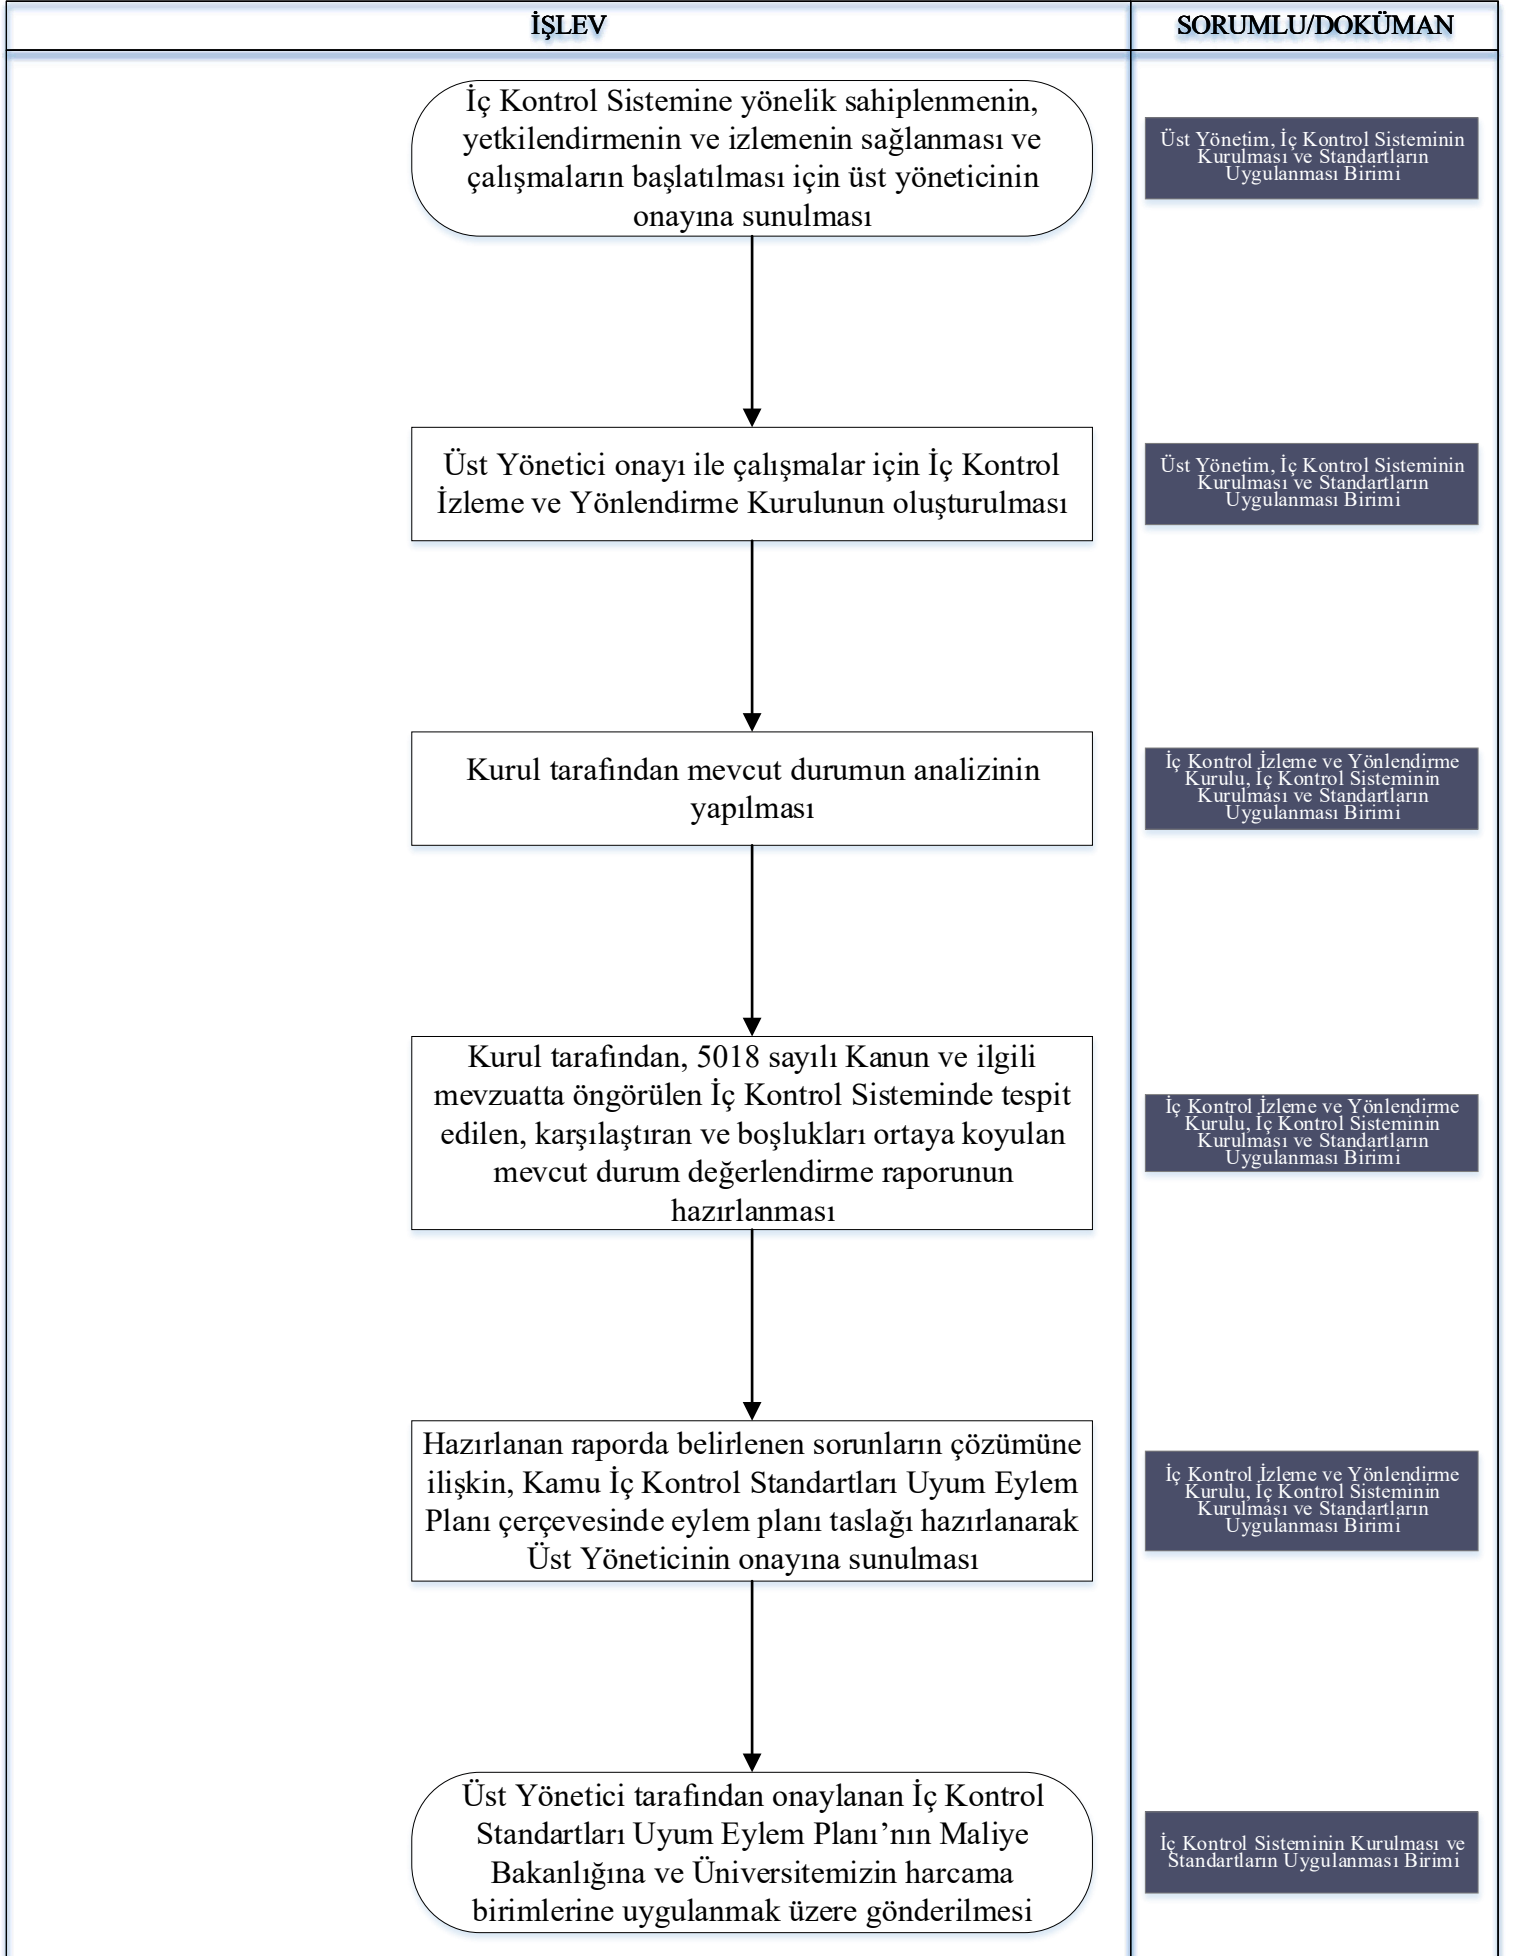 İŞLEV
SORUMLU/DOKÜMAN
İç Kontrol Sistemine yönelik sahiplenmenin,
yetkilendirmenin ve izlemenin sağlanması ve
çalışmaların başlatılması için üst yöneticinin
onayına sunulması
Üst Yönetim, İç Kontrol Sisteminin
Kurulması ve Standartların
Uygulanması Birimi
Üst Yönetici onayı ile çalışmalar için İç Kontrol
İzleme ve Yönlendirme Kurulunun oluşturulması
Üst Yönetim, İç Kontrol Sisteminin
Kurulması ve Standartların
Uygulanması Birimi
Kurul tarafından mevcut durumun analizinin
yapılması
İç Kontrol İzleme ve Yönlendirme
Kurulu, İç Kontrol Sisteminin
Kurulması ve Standartların
Uygulanması Birimi
Kurul tarafından, 5018 sayılı Kanun ve ilgili
mevzuatta öngörülen İç Kontrol Sisteminde tespit
edilen, karşılaştıran ve boşlukları ortaya koyulan
mevcut durum değerlendirme raporunun
hazırlanması
İç Kontrol İzleme ve Yönlendirme
Kurulu, İç Kontrol Sisteminin
Kurulması ve Standartların
Uygulanması Birimi
Hazırlanan raporda belirlenen sorunların çözümüne
ilişkin, Kamu İç Kontrol Standartları Uyum Eylem
Planı çerçevesinde eylem planı taslağı hazırlanarak
Üst Yöneticinin onayına sunulması
İç Kontrol İzleme ve Yönlendirme
Kurulu, İç Kontrol Sisteminin
Kurulması ve Standartların
Uygulanması Birimi
Üst Yönetici tarafından onaylanan İç Kontrol
Standartları Uyum Eylem Planı’nın Maliye
Bakanlığına ve Üniversitemizin harcama
birimlerine uygulanmak üzere gönderilmesi
İç Kontrol Sisteminin Kurulması ve
Standartların Uygulanması Birimi